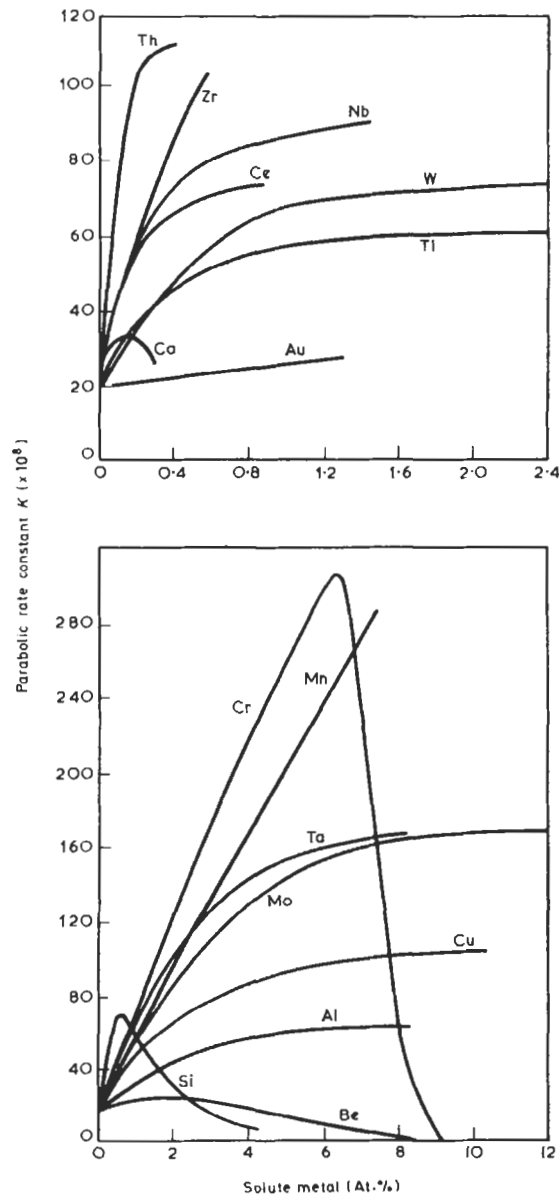 120
Th
100
Zr
Nb
80
Ce
W
60
Ti
40
Ca
Au
20
0
0 0·4 0·8 1·2 1·6 2·0 2·4
Parabolic rate constant K (×10⁸)
280
Mn
240
Cr
200
Ta
160
Mo
120
Cu
80
Al
40
Si
Be
0
0 2 4 6 8 10 12
Solute metal (At.%)